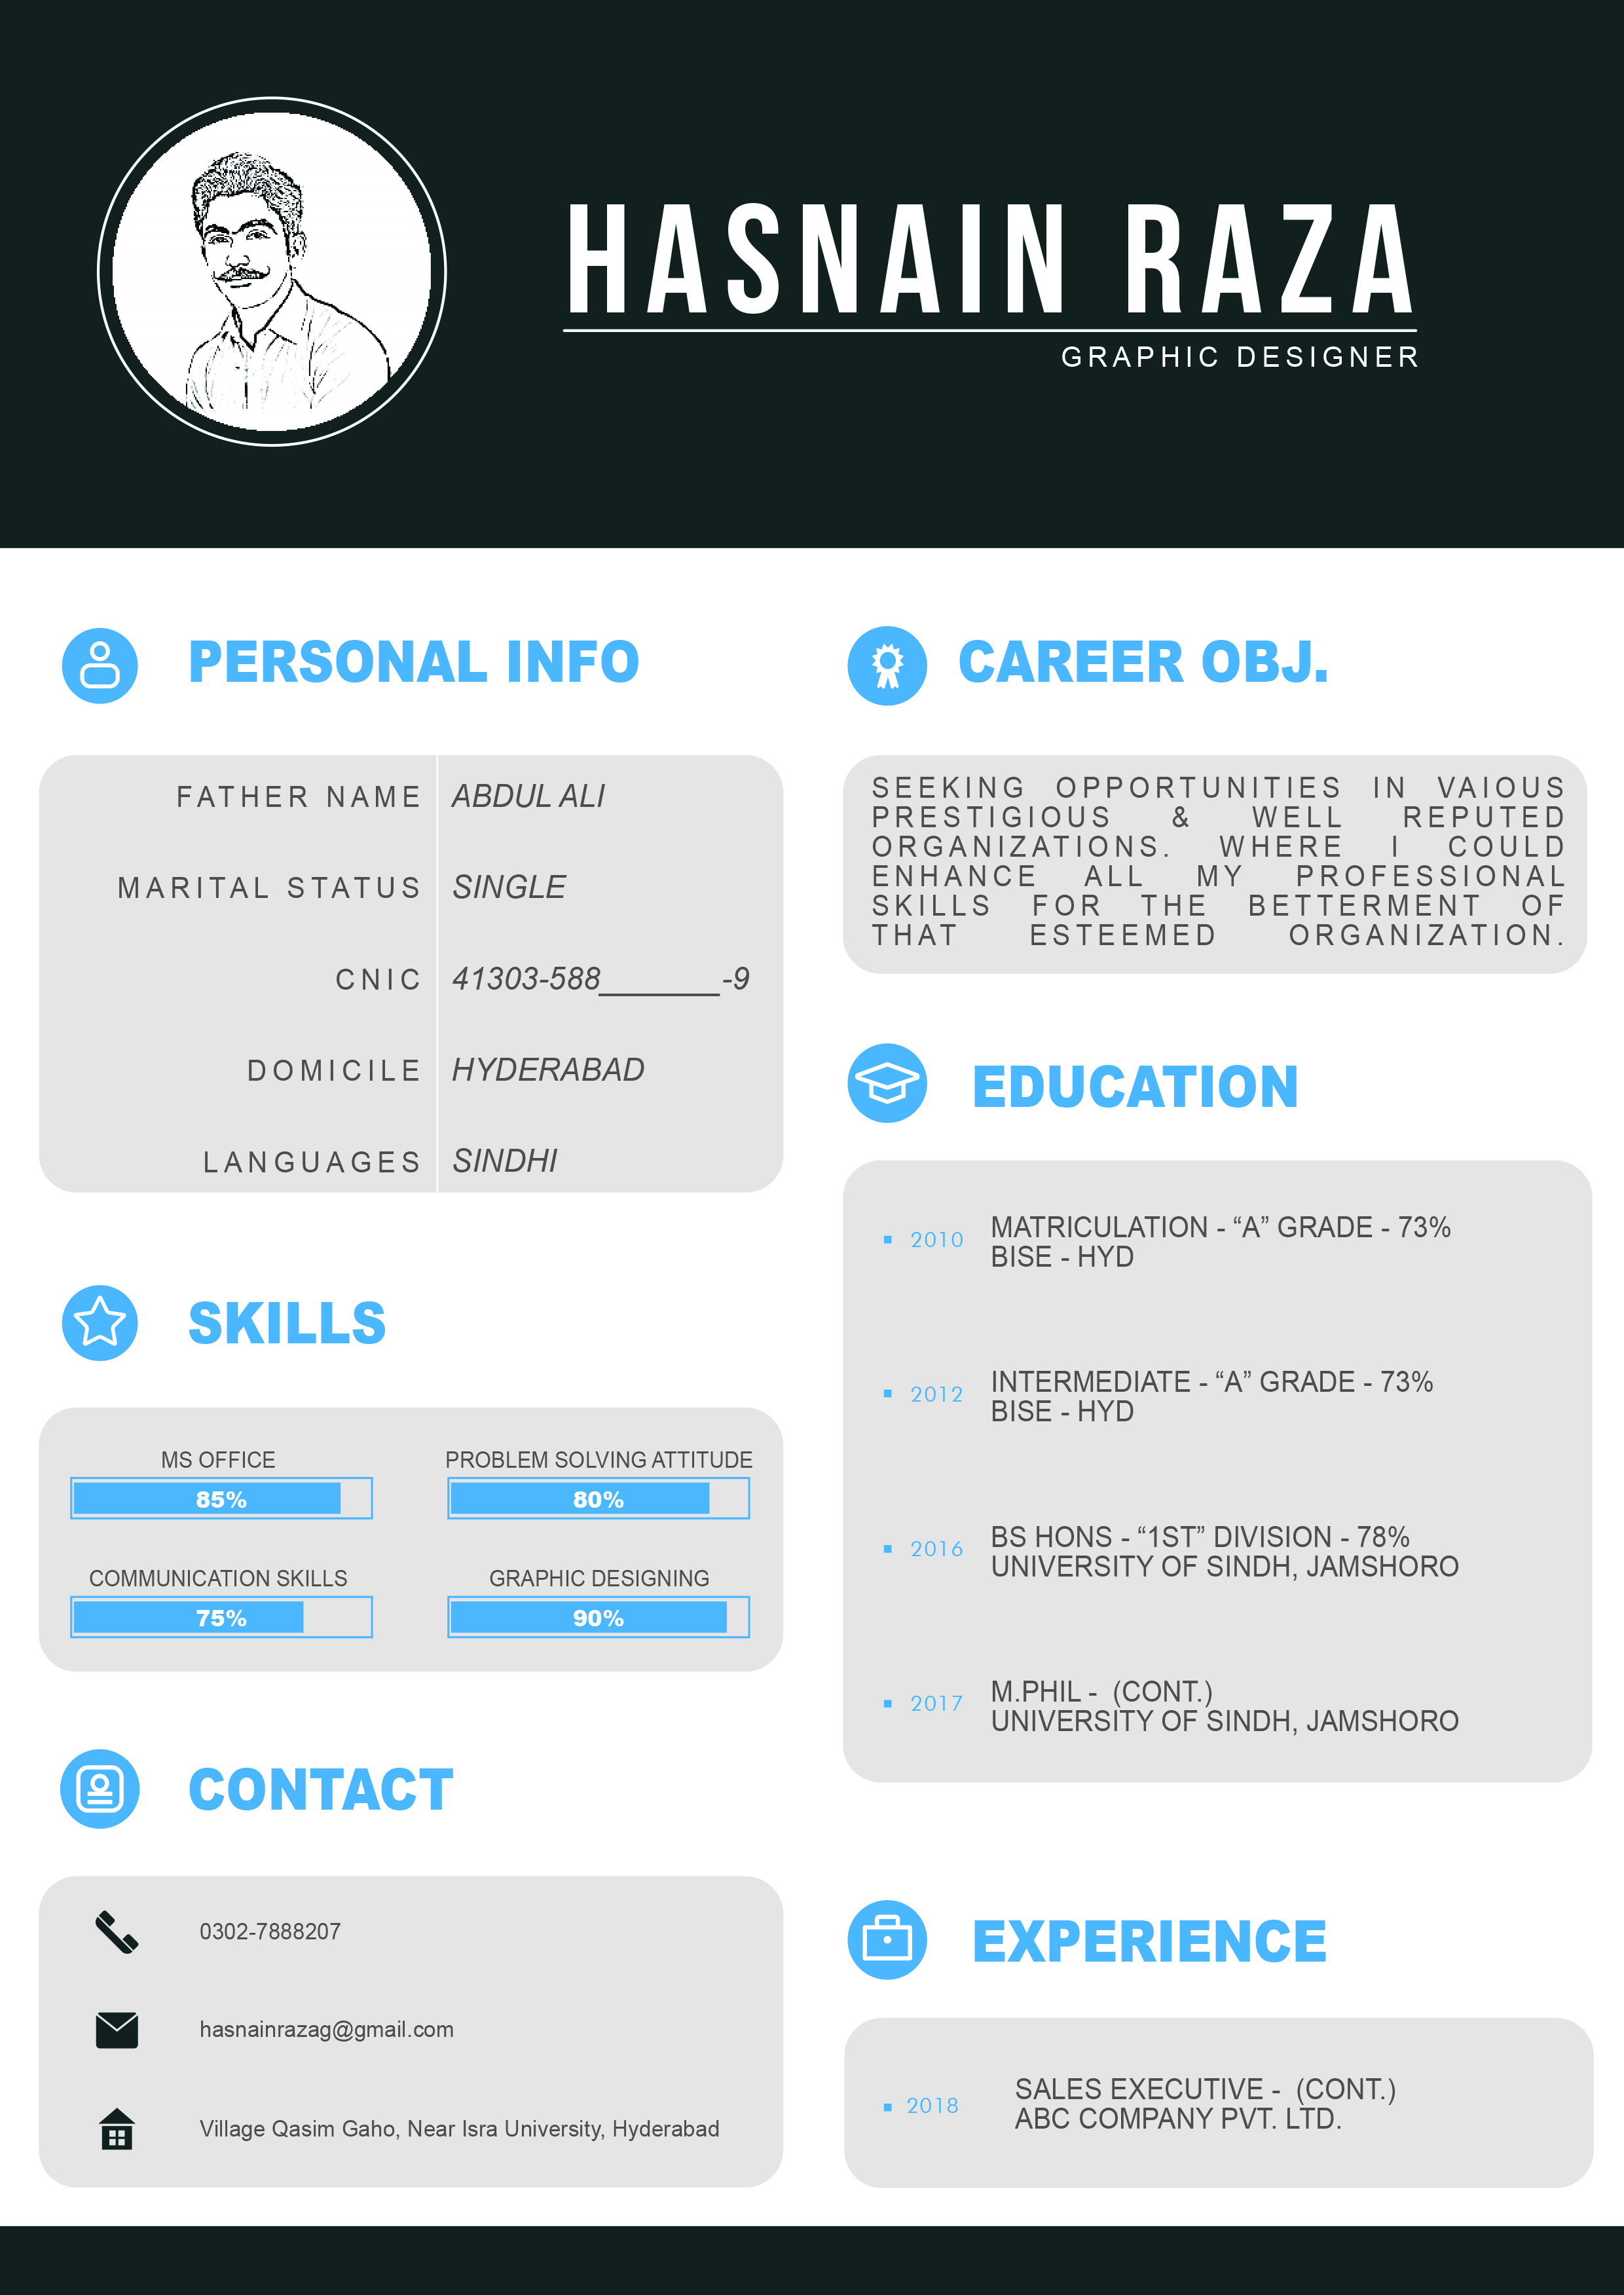 HASNAIN RAZA
GRAPHIC DESIGNER
PERSONAL INFO
FATHER NAME ABDUL ALI
MARITAL STATUS SINGLE
CNIC 41303-588_______-9
DOMICILE HYDERABAD
LANGUAGES SINDHI
SKILLS
MS OFFICE
85%
PROBLEM SOLVING ATTITUDE
80%
COMMUNICATION SKILLS
75%
GRAPHIC DESIGNING
90%
CONTACT
0302-7888207
hasnainrazag@gmail.com
Village Qasim Gaho, Near Isra University, Hyderabad
CAREER OBJ.
SEEKING OPPORTUNITIES IN VAIOUS
PRESTIGIOUS & WELL REPUTED
ORGANIZATIONS. WHERE I COULD
ENHANCE ALL MY PROFESSIONAL
SKILLS FOR THE BETTERMENT OF
THAT ESTEEMED ORGANIZATION.
EDUCATION
2010 MATRICULATION - “A” GRADE - 73%
BISE - HYD
2012 INTERMEDIATE - “A” GRADE - 73%
BISE - HYD
2016 BS HONS - “1ST” DIVISION - 78%
UNIVERSITY OF SINDH, JAMSHORO
2017 M.PHIL - (CONT.)
UNIVERSITY OF SINDH, JAMSHORO
EXPERIENCE
2018 SALES EXECUTIVE - (CONT.)
ABC COMPANY PVT. LTD.